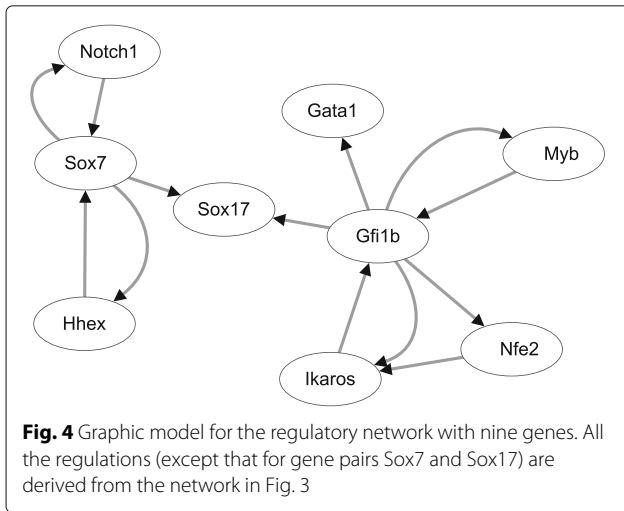 Notch1
Gata1
Myb
Sox7
Sox17
Gfi1b
Hhex
Nfe2
Ikaros
Fig. 4 Graphic model for the regulatory network with nine genes. All
the regulations (except that for gene pairs Sox7 and Sox17) are
derived from the network in Fig. 3